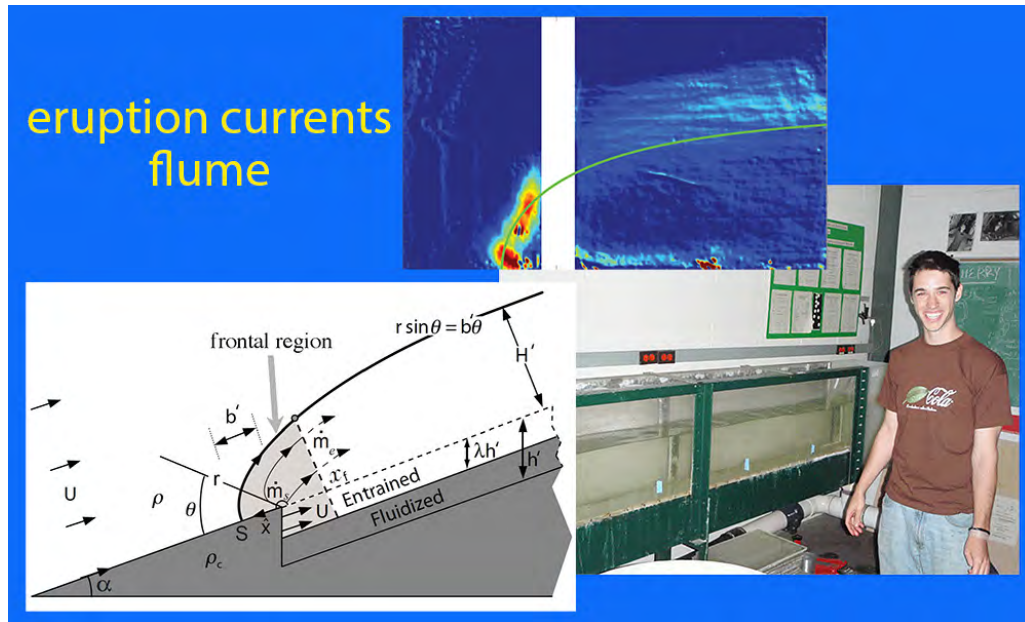 eruption currents
flume
r sinθ = b'θ
frontal region
H'
b'
ṁe
λh'
h'
r
xf
U
ρ
θ
ṁs
Entrained
U
Fluidized
S
ẋ
ρc
α
Cola